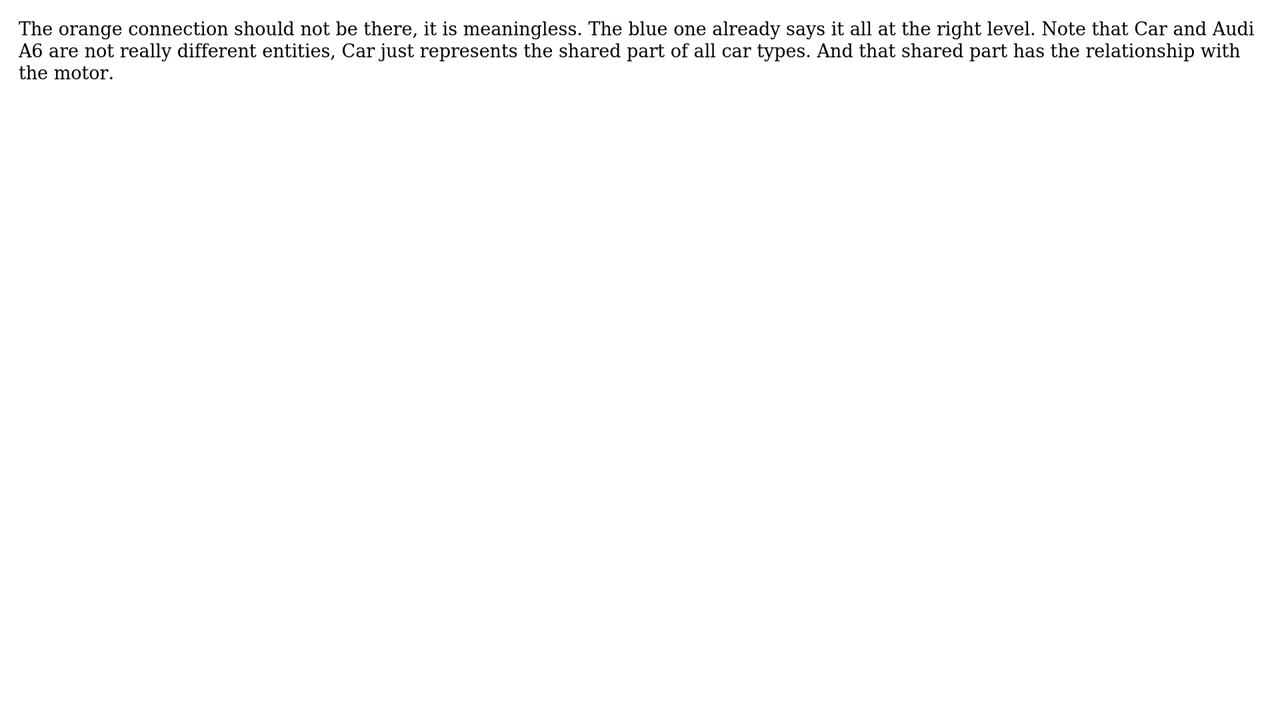 The orange connection should not be there, it is meaningless. The blue one already says it all at the right level. Note that Car and Audi
A6 are not really different entities, Car just represents the shared part of all car types. And that shared part has the relationship with
the motor.